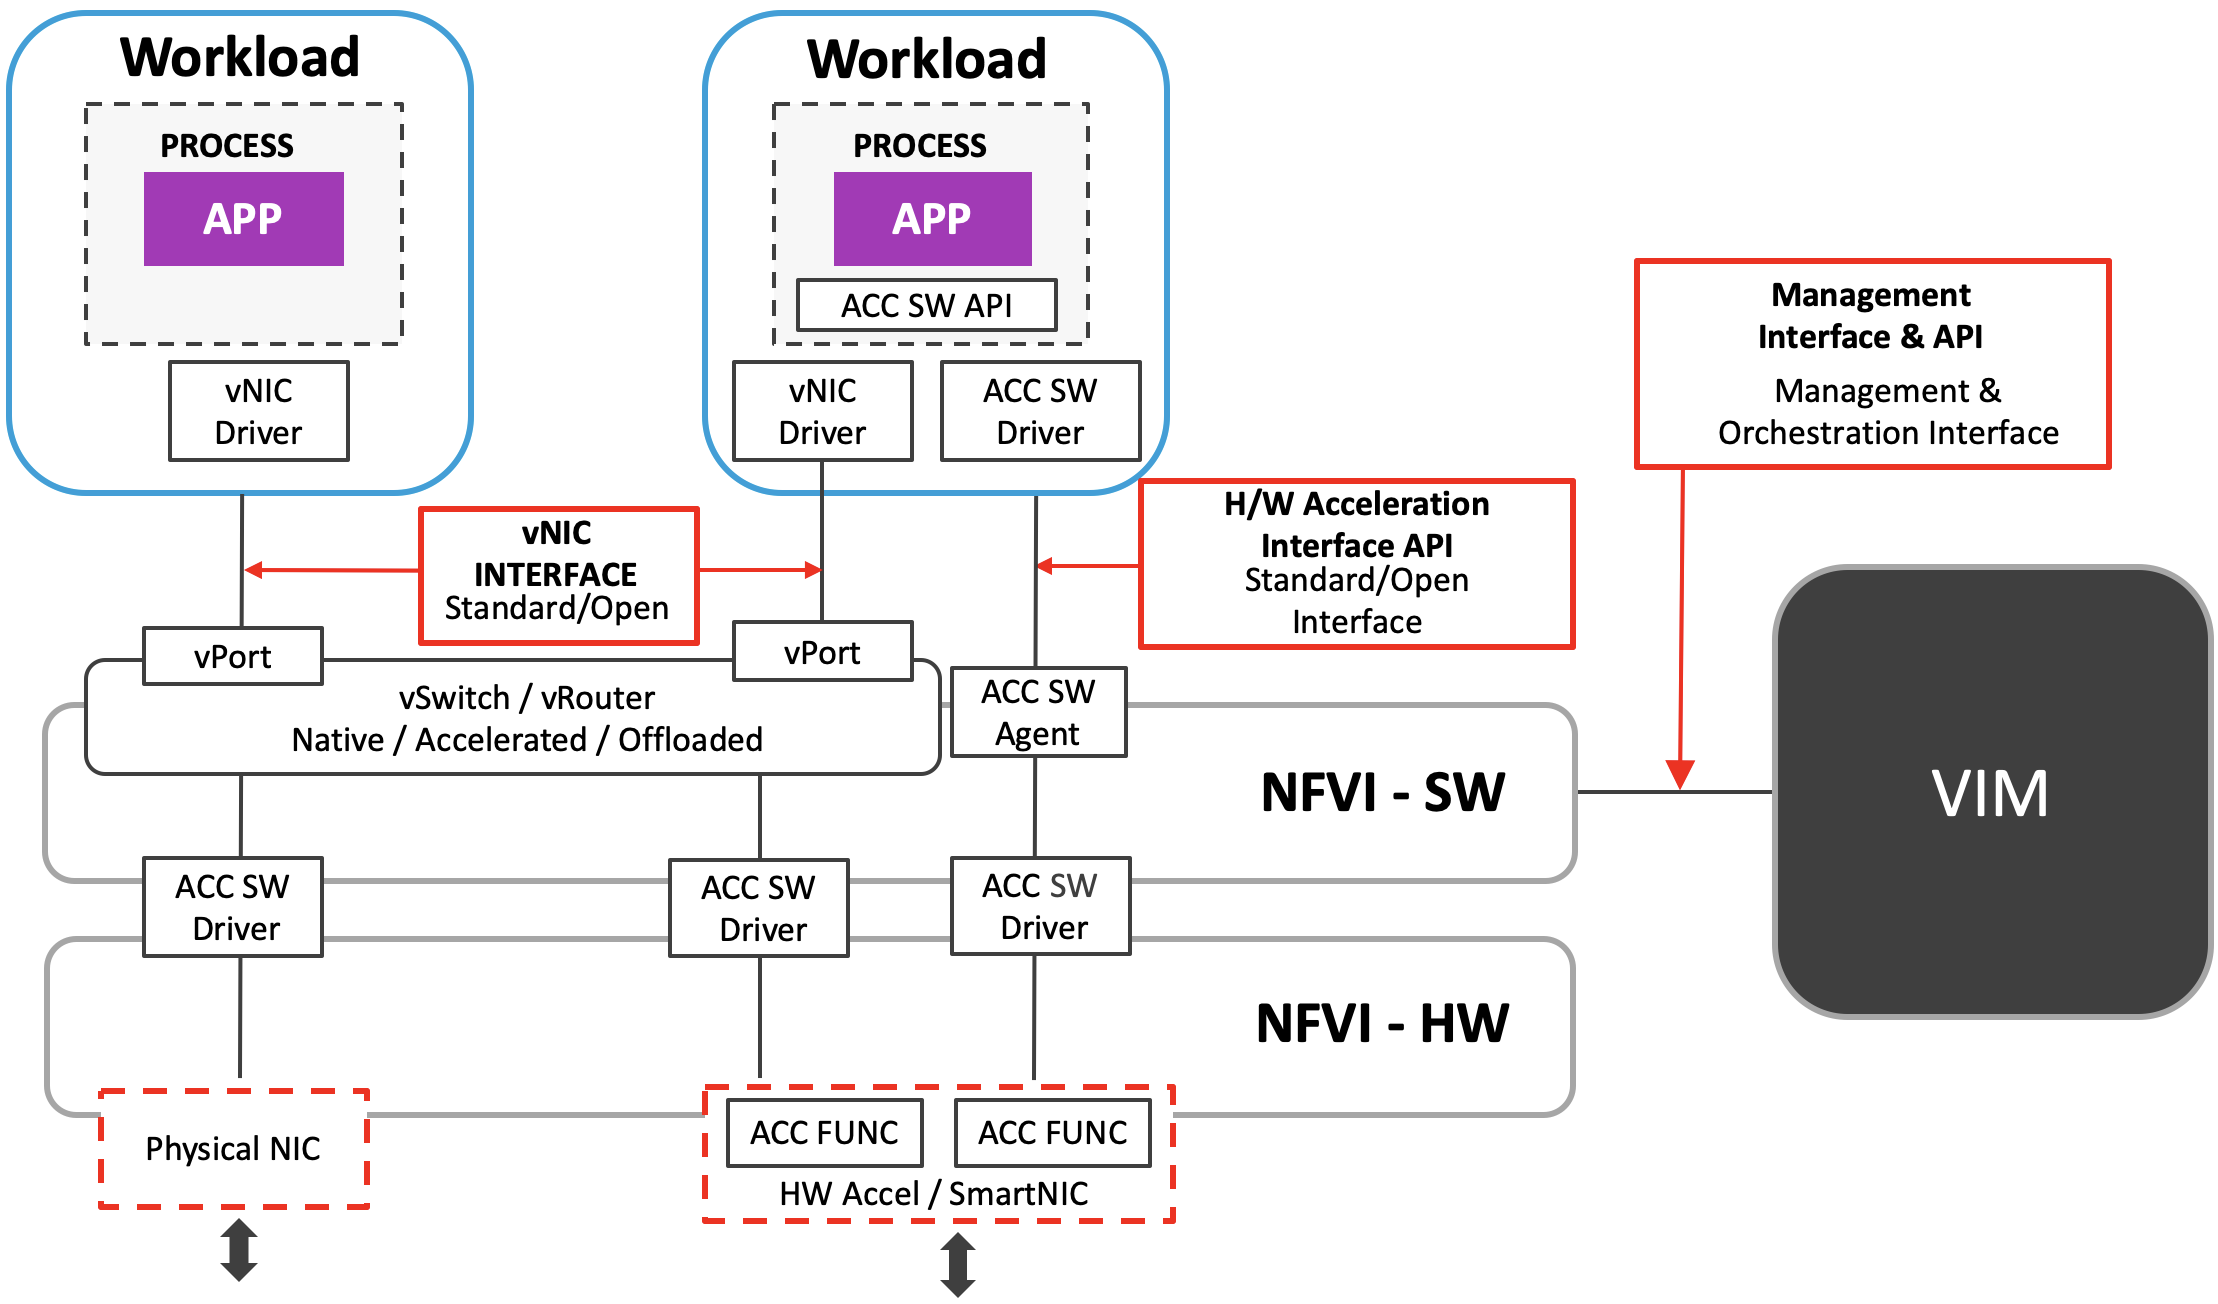 Workload
PROCESS
APP
vNIC
Driver
Workload
PROCESS
APP
ACC SW API
vNIC
Driver
ACC SW
Driver
vNIC
INTERFACE
Standard/Open
H/W Acceleration
Interface API
Standard/Open
Interface
Management
Interface & API
Management &
Orchestration Interface
vPort
vPort
vSwitch / vRouter
Native / Accelerated / Offloaded
ACC SW
Agent
NFVI - SW
VIM
ACC SW
Driver
ACC SW
Driver
ACC SW
Driver
NFVI - HW
Physical NIC
ACC FUNC
ACC FUNC
HW Accel / SmartNIC